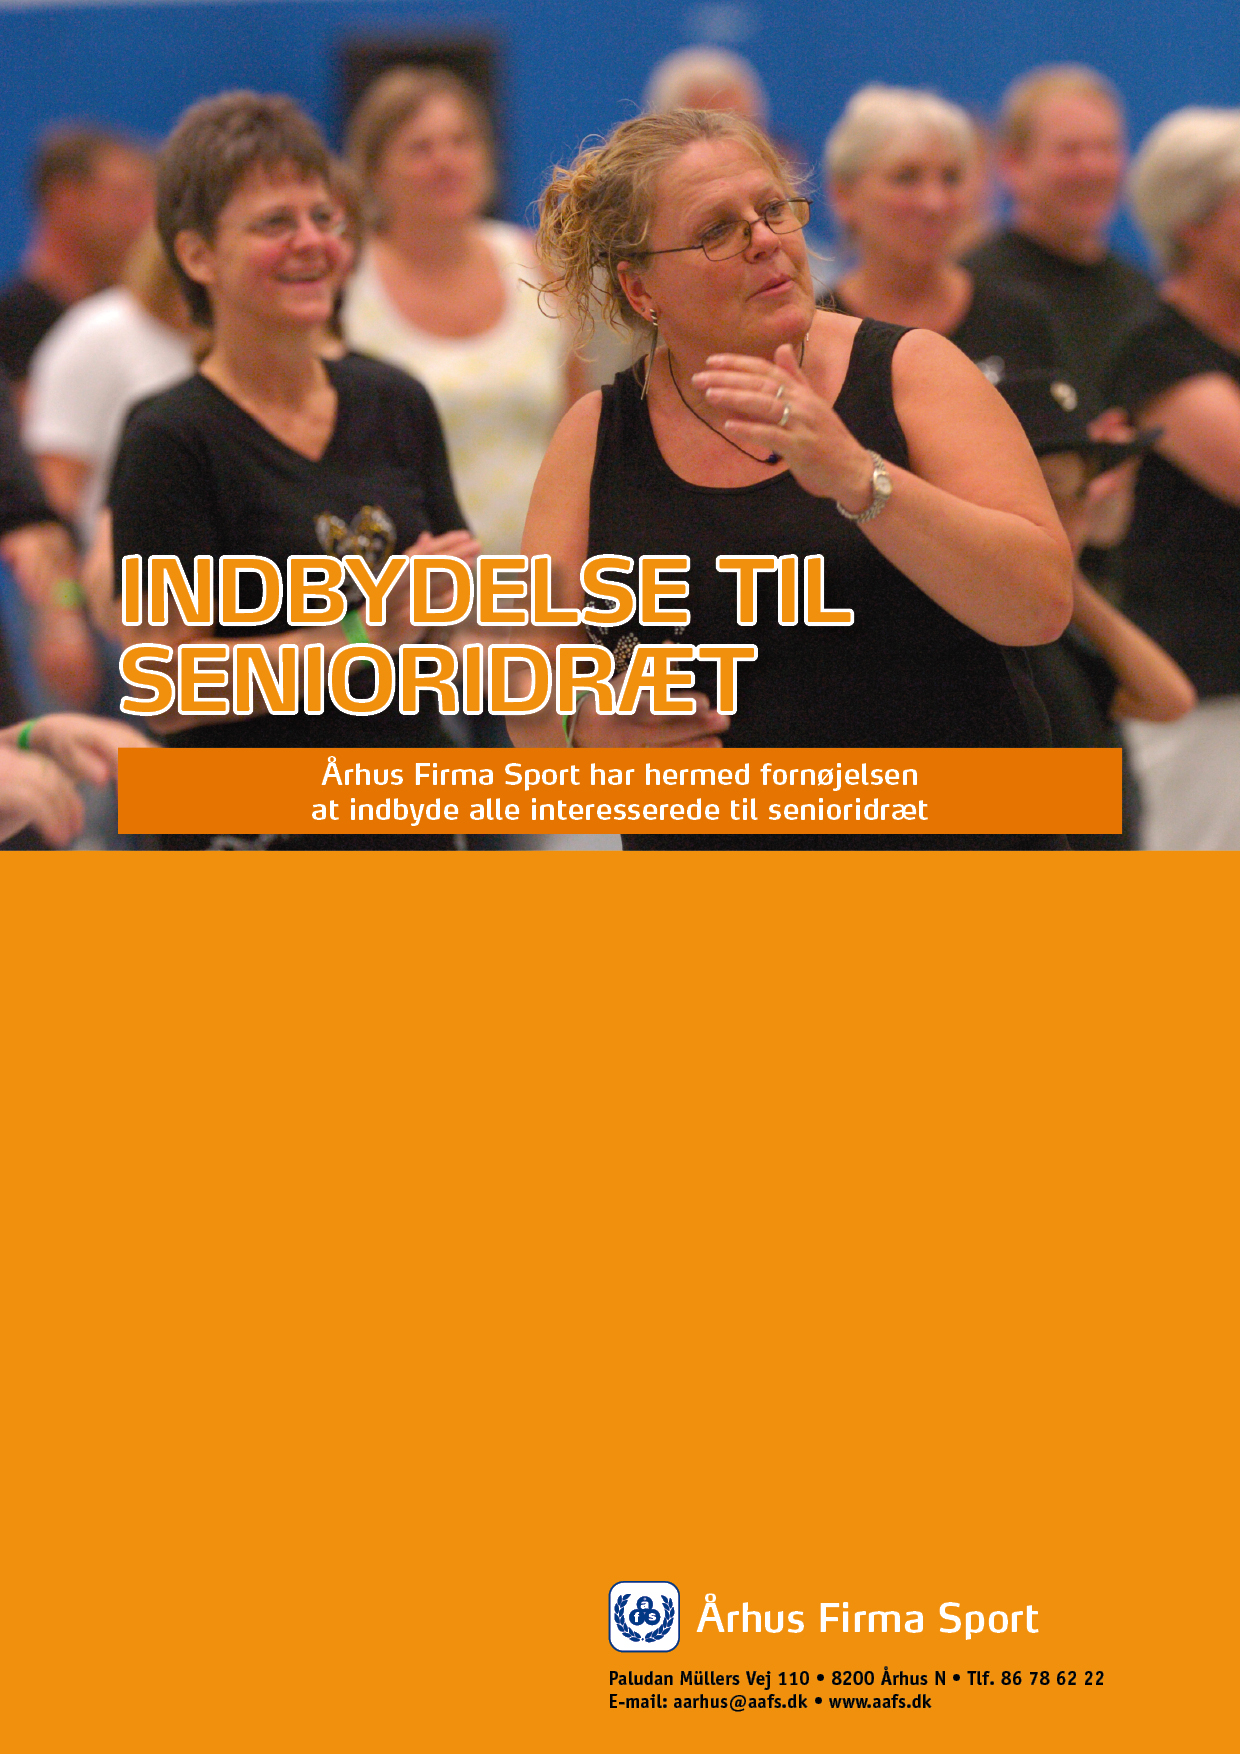 INDBYDELSE TIL
SENIORIDRÆT
Århus Firma Sport har hermed fornøjelsen
at indbyde alle interesserede til senioridræt
åfs
Århus Firma Sport
Paludan Müllers Vej 110 • 8200 Århus N • Tlf. 86 78 62 22
E-mail: aarhus@aafs.dk • www.aafs.dk